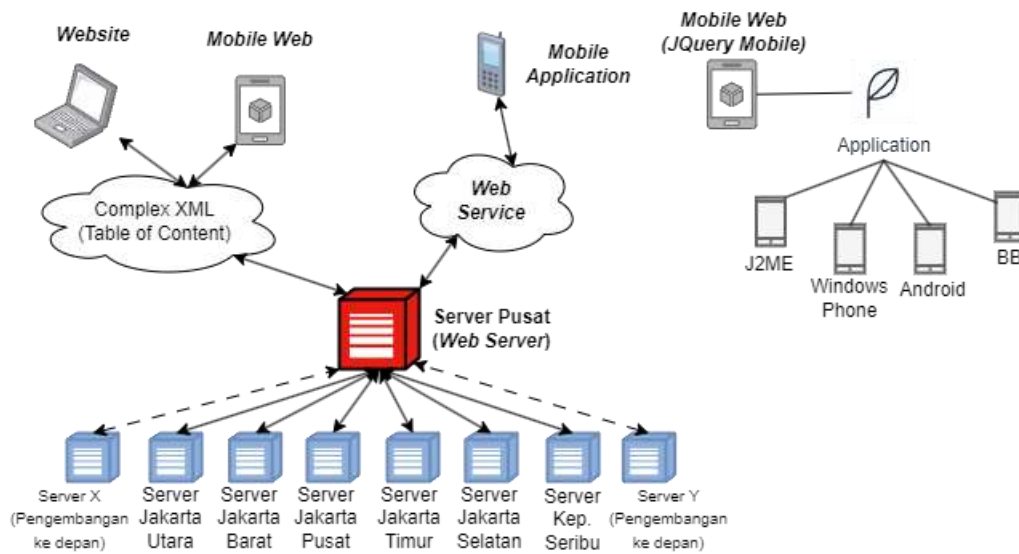 Website
Mobile Web
Mobile
Application
Mobile Web
(JQuery Mobile)
Complex XML
(Table of Content)
Web
Service
Application
J2ME
Windows
Phone
Android
BB
Server Pusat
(Web Server)
Server X
(Pengembangan
ke depan)
Server
Jakarta
Utara
Server
Jakarta
Barat
Server
Jakarta
Pusat
Server
Jakarta
Timur
Server
Jakarta
Selatan
Server
Kep.
Seribu
Server Y
(Pengembangan
ke depan)